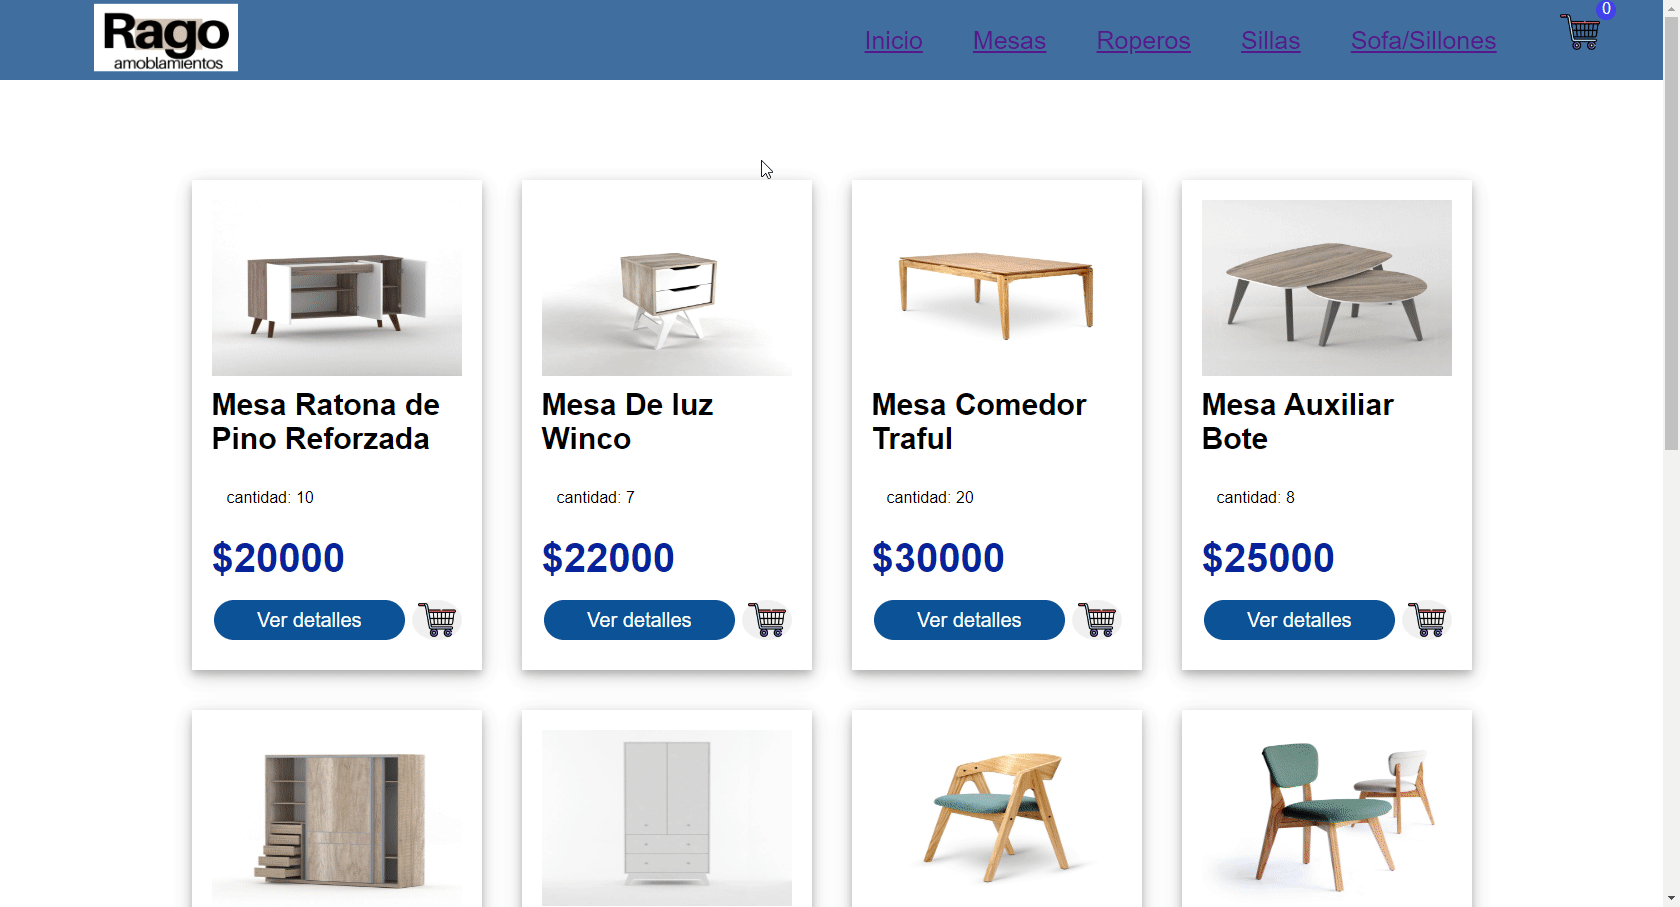 Rago
amoblamientos
Inicio
Mesas
Roperos
Sillas
Sofa/Sillones
0
Mesa Ratona de
Pino Reforzada
cantidad: 10
$20000
Ver detalles
Mesa De luz
Winco
cantidad: 7
$22000
Ver detalles
Mesa Comedor
Traful
cantidad: 20
$30000
Ver detalles
Mesa Auxiliar
Bote
cantidad: 8
$25000
Ver detalles